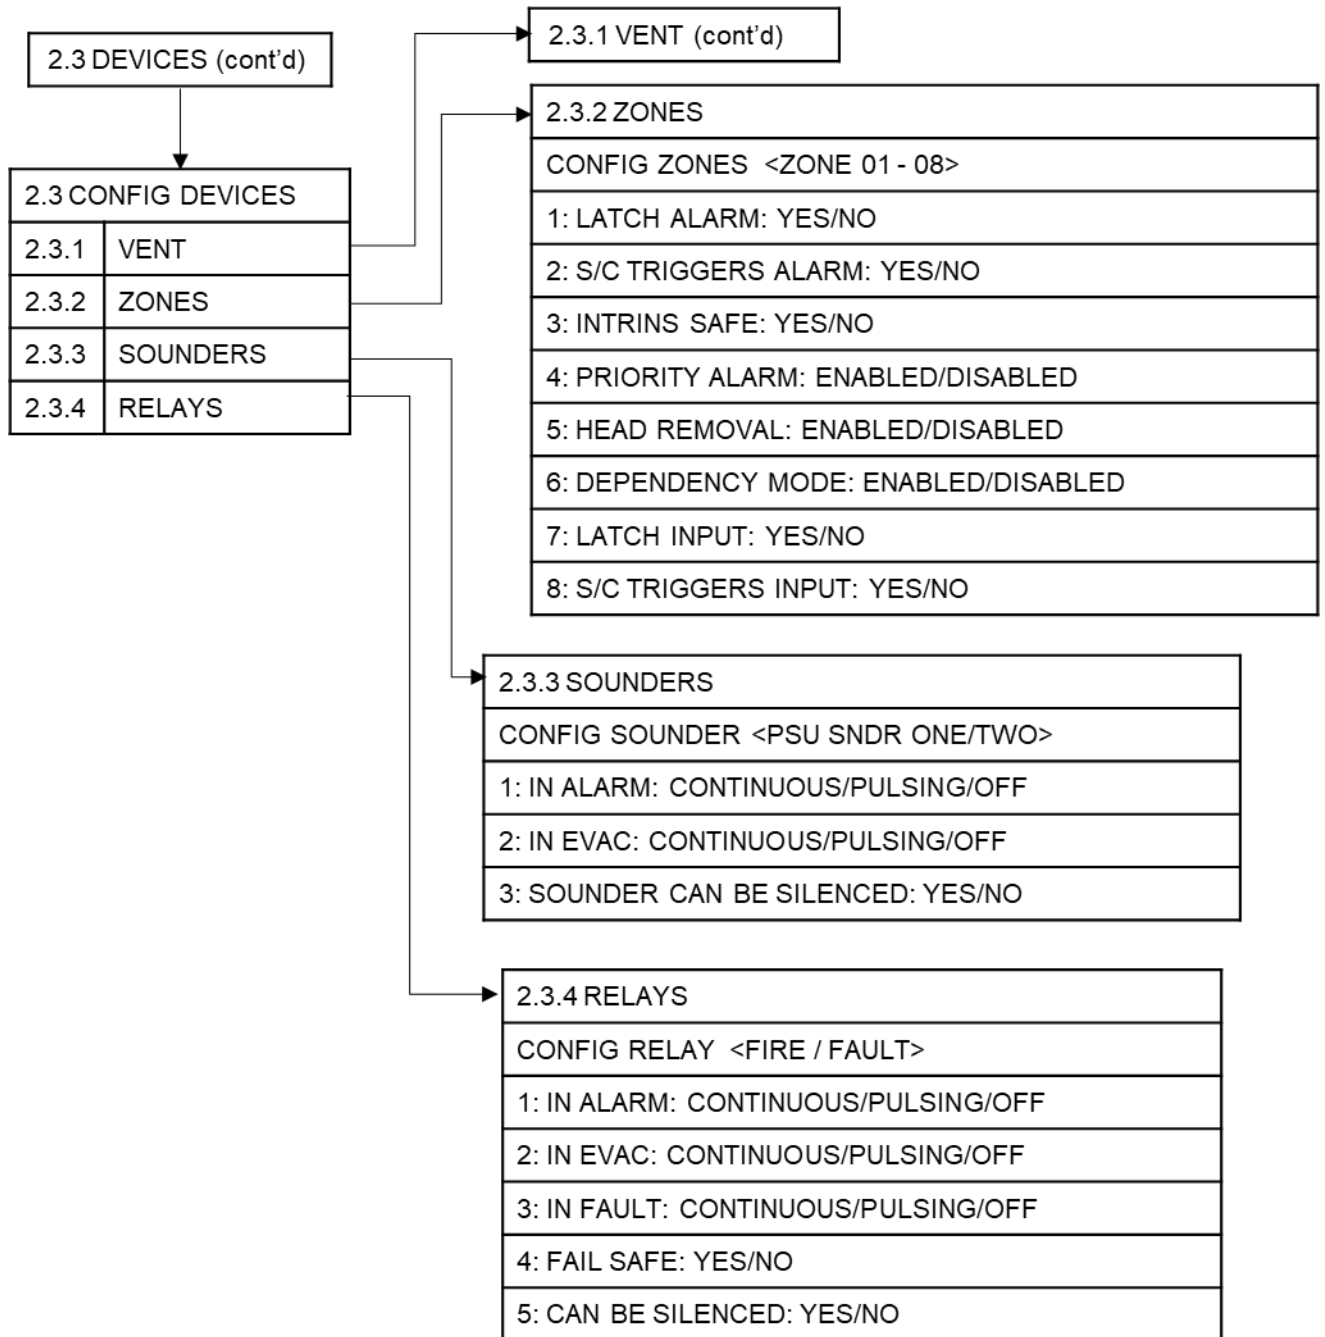 2.3 DEVICES (cont’d)
2.3 CONFIG DEVICES
2.3.1 VENT
2.3.2 ZONES
2.3.3 SOUNDERS
2.3.4 RELAYS
2.3.1 VENT (cont’d)
2.3.2 ZONES
CONFIG ZONES <ZONE 01 - 08>
1: LATCH ALARM: YES/NO
2: S/C TRIGGERS ALARM: YES/NO
3: INTRINS SAFE: YES/NO
4: PRIORITY ALARM: ENABLED/DISABLED
5: HEAD REMOVAL: ENABLED/DISABLED
6: DEPENDENCY MODE: ENABLED/DISABLED
7: LATCH INPUT: YES/NO
8: S/C TRIGGERS INPUT: YES/NO
2.3.3 SOUNDERS
CONFIG SOUNDER <PSU SNDR ONE/TWO>
1: IN ALARM: CONTINUOUS/PULSING/OFF
2: IN EVAC: CONTINUOUS/PULSING/OFF
3: SOUNDER CAN BE SILENCED: YES/NO
2.3.4 RELAYS
CONFIG RELAY <FIRE / FAULT>
1: IN ALARM: CONTINUOUS/PULSING/OFF
2: IN EVAC: CONTINUOUS/PULSING/OFF
3: IN FAULT: CONTINUOUS/PULSING/OFF
4: FAIL SAFE: YES/NO
5: CAN BE SILENCED: YES/NO